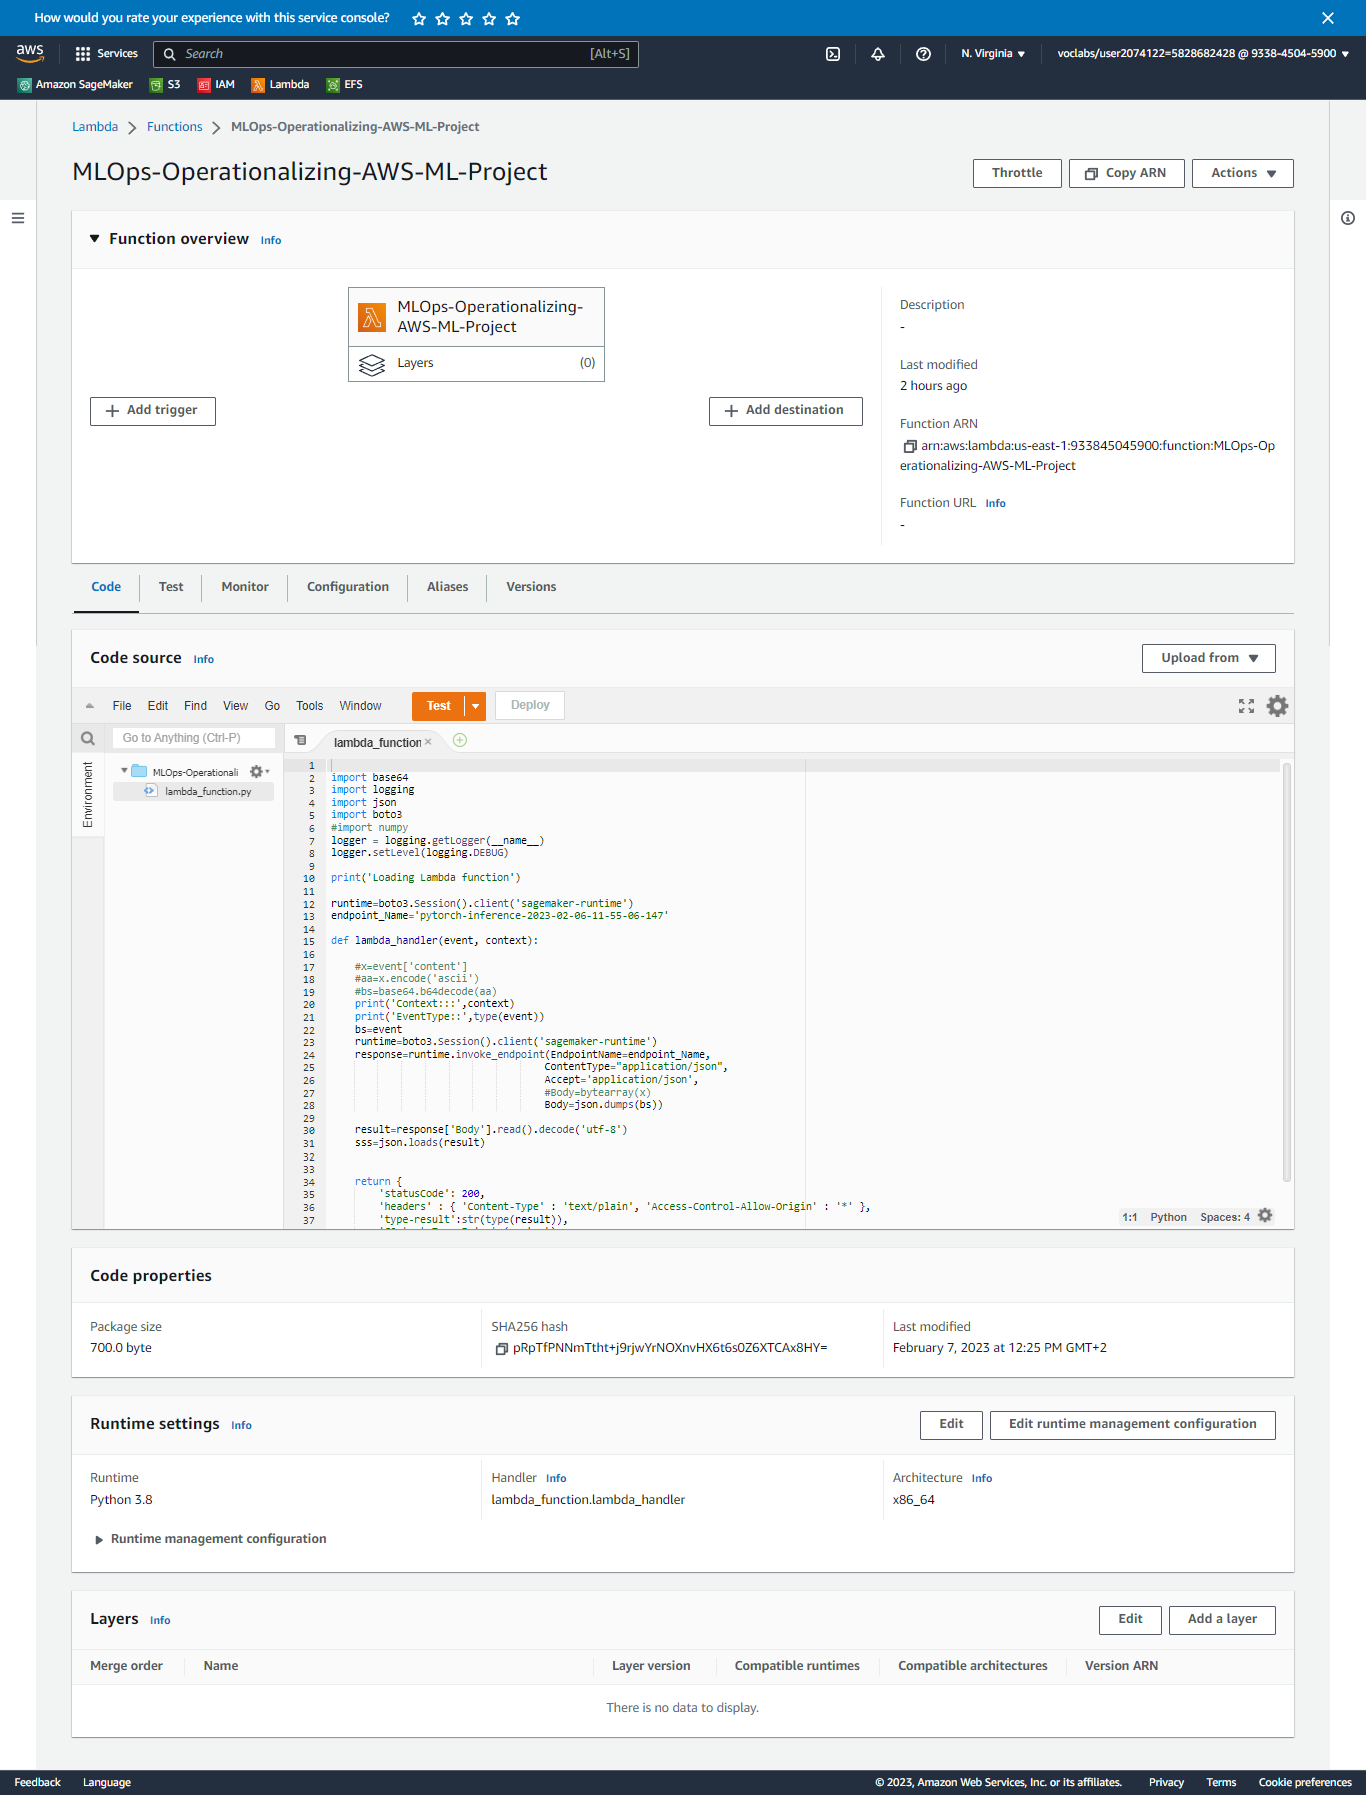 How would you rate your experience with this service console?
aws Services Search [Alt+S] N. Virginia ▼ voclabs/user2074122=5828682428 @ 9338-4504-5900 ▼
Amazon SageMaker S3 IAM Lambda EFS
Lambda > Functions > MLOps-Operationalizing-AWS-ML-Project
MLOps-Operationalizing-AWS-ML-Project
Throttle Copy ARN Actions ▼
▼ Function overview Info
MLOps-Operationalizing-
AWS-ML-Project
Layers (0)
+ Add trigger
+ Add destination
Description
-
Last modified
2 hours ago
Function ARN
arn:aws:lambda:us-east-1:933845045900:function:MLOps-Op
erationalizing-AWS-ML-Project
Function URL Info
-
Code Test Monitor Configuration Aliases Versions
Code source Info
Upload from ▼
File Edit Find View Go Tools Window Test Deploy
Go to Anything (Ctrl-P)
lambda_function ×
Environment
MLOps-Operationali
lambda_function.py
1
2 import base64
3 import logging
4 import json
5 import boto3
6 #import numpy
7 logger = logging.getLogger(__name__)
8 logger.setLevel(logging.DEBUG)
9
10 print('Loading Lambda function')
11
12 runtime=boto3.Session().client('sagemaker-runtime')
13 endpoint_Name='pytorch-inference-2023-02-06-11-55-06-147'
14
15 def lambda_handler(event, context):
16
17 #x=event['content']
18 #aa=x.encode('ascii')
19 #bs=base64.b64decode(aa)
20 print('Context:::',context)
21 print('EventType::',type(event))
22 bs=event
23 runtime=boto3.Session().client('sagemaker-runtime')
24 response=runtime.invoke_endpoint(EndpointName=endpoint_Name,
25 ContentType="application/json",
26 Accept='application/json',
27 #Body=bytearray(x)
28 Body=json.dumps(bs))
29
30 result=response['Body'].read().decode('utf-8')
31 sss=json.loads(result)
32
33
34 return {
35 'statusCode': 200,
36 'headers' : { 'Content-Type' : 'text/plain', 'Access-Control-Allow-Origin' : '*' },
37 'type-result':str(type(result)),
1:1 Python Spaces: 4
Code properties
Package size
700.0 byte
SHA256 hash
pRpTfPNNmTtht+j9rjwYrNOXnvHX6t6s0Z6XTCAx8HY=
Last modified
February 7, 2023 at 12:25 PM GMT+2
Runtime settings Info
Edit Edit runtime management configuration
Runtime
Python 3.8
Handler Info
lambda_function.lambda_handler
Architecture Info
x86_64
Runtime management configuration
Layers Info
Edit Add a layer
Merge order Name Layer version Compatible runtimes Compatible architectures Version ARN
There is no data to display.
Feedback Language © 2023, Amazon Web Services, Inc. or its affiliates. Privacy Terms Cookie preferences